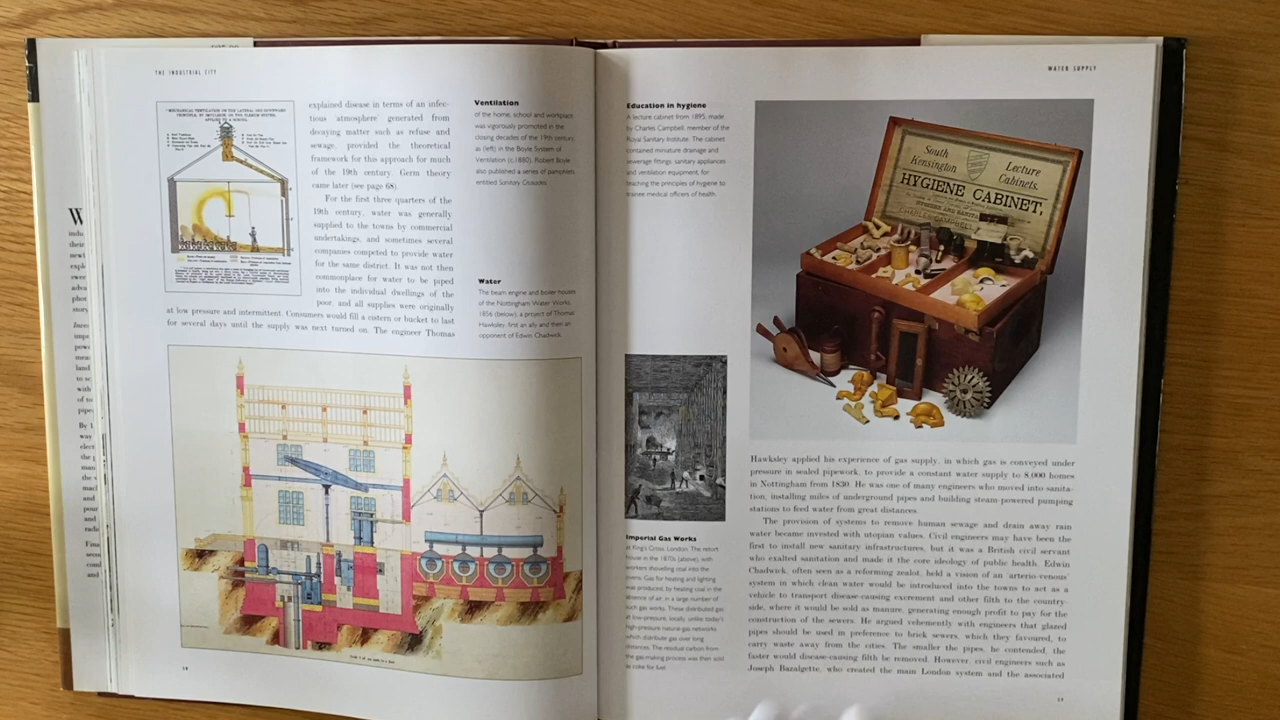 THE INDUSTRIAL CITY
"MECHANICAL VENTILATION ON THE LATERAL AND DOWNWARD
PRINCIPLE BY
APPLIED TO A SCHOOL
explained disease in terms of an infec-
tious 'atmosphere' generated from
decaying matter such as refuse and
sewage, provided the theoretical
framework for this approach for much
of the 19th century. Germ theory
came later (see page 68).
For the first three quarters of the
19th century, water was generally
supplied to the towns by commercial
undertakings, and sometimes several
companies competed to provide water
for the same district. It was not then
commonplace for water to be piped
into the individual dwellings of the
poor, and all supplies were originally
at low pressure and intermittent. Consumers would fill a cistern or bucket to last
for several days until the supply was next turned on. The engineer Thomas
Ventilation
of the home, school and workplace
was vigorously promoted in the
closing decades of the 19th century
as (left) in the Boyle System of
Ventilation (c.1880). Robert Boyle
also published a series of pamphlets,
entitled Sanitary Crusades.
Water
The beam engine and boiler houses
of the Nottingham Water Works,
1856 (below), a project of Thomas
Hawksley, first an ally and then an
opponent of Edwin Chadwick.
14
WATER SUPPLY
Education in hygiene
A lecture cabinet from 1895, made
by Charles Campbell, member of the
Royal Sanitary Institute. The cabinet
contained miniature drainage and
sewerage fittings, sanitary appliances
and ventilation equipment, for
teaching the principles of hygiene to
trainee medical officers of health.
South Kensington
Lecture Cabinets.
HYGIENE CABINET,
CHARLES CAMPBELL
Imperial Gas Works
at King's Cross, London. The retort
house in the 1870s (above), with
workers shovelling coal into the
ovens. Gas for heating and lighting
was produced, by heating coal in the
absence of air, in a large number of
such gas works. These distributed gas
at low-pressure, locally, unlike today's
high-pressure natural-gas networks
which distribute gas over long
distances. The residual carbon from
the gas-making process was then sold
as coke for fuel.
Hawksley applied his experience of gas supply, in which gas is conveyed under
pressure in sealed pipework, to provide a constant water supply to 8,000 homes
in Nottingham from 1830. He was one of many engineers who moved into sanita-
tion, installing miles of underground pipes and building steam-powered pumping
stations to feed water from great distances.
The provision of systems to remove human sewage and drain away rain
water became invested with utopian values. Civil engineers may have been the
first to install new sanitary infrastructures, but it was a British civil servant
who exalted sanitation and made it the core ideology of public health. Edwin
Chadwick, often seen as a reforming zealot, held a vision of an 'arterio-venous'
system in which clean water would be introduced into the towns to act as a
vehicle to transport disease-causing excrement and other filth to the country-
side, where it would be sold as manure, generating enough profit to pay for the
construction of the sewers. He argued vehemently with engineers that glazed
pipes should be used in preference to brick sewers, which they favoured, to
carry waste away from the cities. The smaller the pipes, he contended, the
faster would disease-causing filth be removed. However, civil engineers such as
Joseph Bazalgette, who created the main London system and the associated